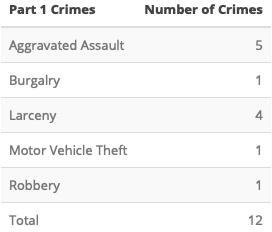 Part 1 Crimes Number of Crimes
Aggravated Assault 5
Burgalry 1
Larceny 4
Motor Vehicle Theft 1
Robbery 1
Total 12